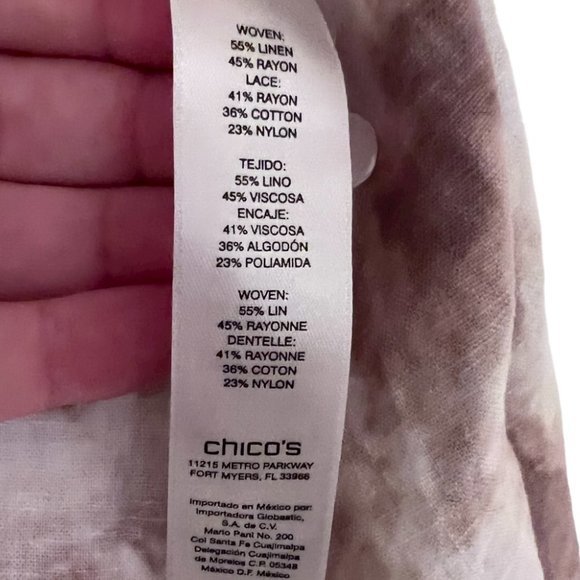 WOVEN:
55% LINEN
45% RAYON
LACE:
41% RAYON
36% COTTON
23% NYLON
TEJIDO:
55% LINO
45% VISCOSA
ENCAJE:
41% VISCOSA
36% ALGODÓN
23% POLIAMIDA
WOVEN:
55% LIN
45% RAYONNE
DENTELLE:
41% RAYONNE
36% COTON
23% NYLON
chico's
11215 METRO PARKWAY
FORT MYERS, FL 33966
Importado en México por:
Importadora Globastic,
S.A. de C.V.
Mario Pani No. 200
Col Santa Fe Cuajimalpa
Delegación Cuajimalpa
de Morelos C.P. 05348
México D.F. México